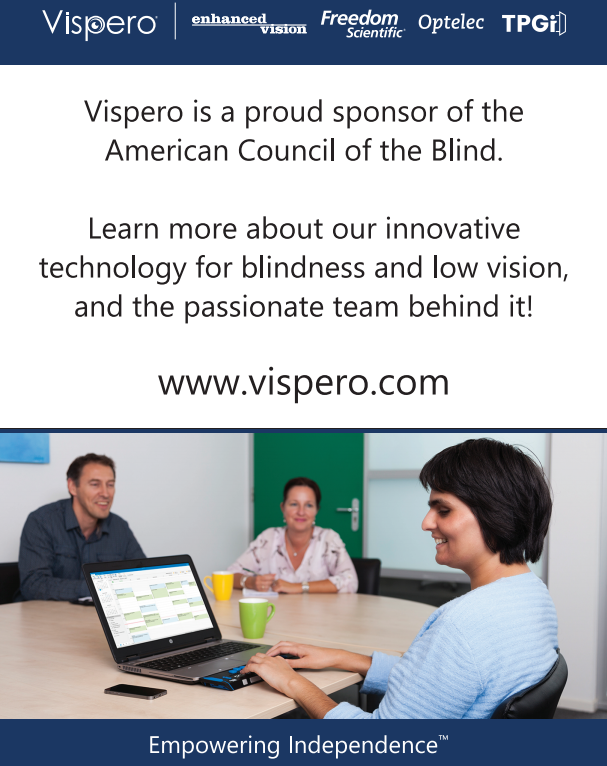 Vispero enhanced vision Freedom Scientific Optelec TPGi
Vispero is a proud sponsor of the
American Council of the Blind.
Learn more about our innovative
technology for blindness and low vision,
and the passionate team behind it!
www.vispero.com
hp
Empowering Independence™